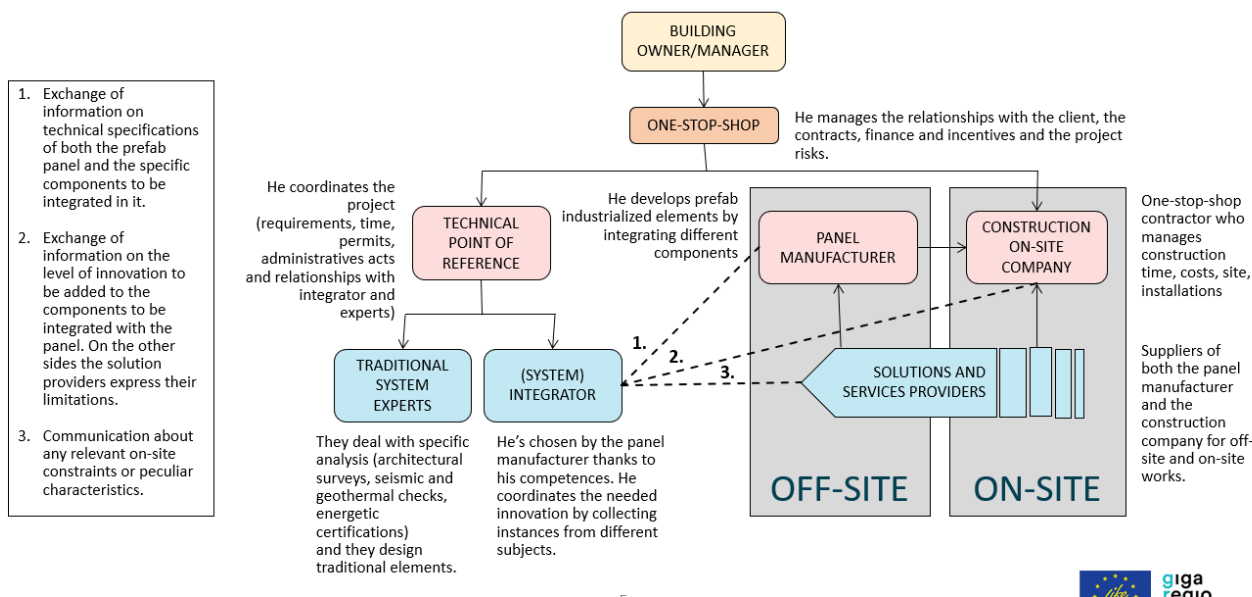 BUILDING
OWNER/MANAGER
ONE-STOP-SHOP
He manages the relationships with the client, the
contracts, finance and incentives and the project
risks.
1. Exchange of
information on
technical specifications
of both the prefab
panel and the specific
components to be
integrated in it.
2. Exchange of
information on the
level of innovation to
be added to the
components to be
integrated with the
panel. On the other
sides the solution
providers express their
limitations.
3. Communication about
any relevant on-site
constraints or peculiar
characteristics.
He coordinates the
project
(requirements, time,
permits,
administratives acts
and relationships with
integrator and
experts)
TECHNICAL
POINT OF
REFERENCE
He develops prefab
industrialized elements by
integrating different
components
PANEL
MANUFACTURER
CONSTRUCTION
ON-SITE
COMPANY
One-stop-shop
contractor who
manages
construction
time, costs, site,
installations
TRADITIONAL
SYSTEM
EXPERTS
(SYSTEM)
INTEGRATOR
1.
2.
3.
SOLUTIONS AND
SERVICES PROVIDERS
Suppliers of
both the panel
manufacturer
and the
construction
company for off-
site and on-site
works.
They deal with specific
analysis (architectural
surveys, seismic and
geothermal checks,
energetic
certifications)
and they design
traditional elements.
He’s chosen by the panel
manufacturer thanks to
his competences. He
coordinates the needed
innovation by collecting
instances from different
subjects.
OFF-SITE
ON-SITE
giga
regio